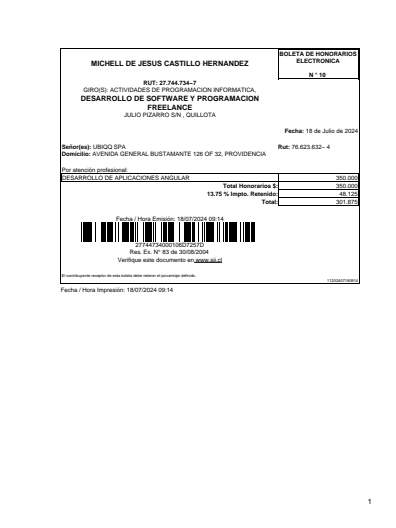 BOLETA DE HONORARIOS
ELECTRONICA
N ° 10
MICHELL DE JESUS CASTILLO HERNANDEZ
RUT: 27.744.734–7
GIRO(S): ACTIVIDADES DE PROGRAMACION INFORMATICA,
DESARROLLO DE SOFTWARE Y PROGRAMACION
FREELANCE
JULIO PIZARRO S/N , QUILLOTA
Fecha: 18 de Julio de 2024
Señor(es): UBIQQ SPA Rut: 76.623.632– 4
Domicilio: AVENIDA GENERAL BUSTAMANTE 126 OF 32, PROVIDENCIA
Por atención profesional:
DESARROLLO DE APLICACIONES ANGULAR 350.000
Total Honorarios $: 350.000
13.75 % Impto. Retenido: 48.125
Total: 301.875
Fecha / Hora Emisión: 18/07/2024 09:14
Res. Ex. N° 83 de 30/08/2004
Verifique este documento en www.sii.cl
El contribuyente receptor de esta boleta debe retener el porcentaje definido.
Fecha / Hora Impresión: 18/07/2024 09:14
1